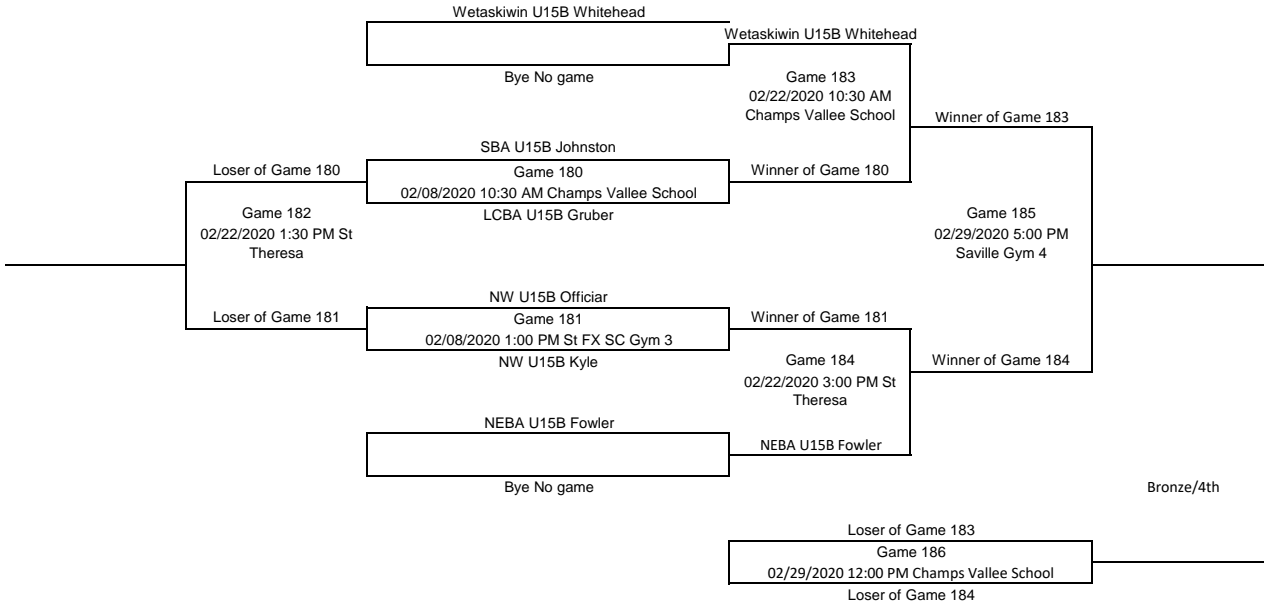 Wetaskiwin U15B Whitehead
Wetaskiwin U15B Whitehead
Bye No game
Game 183
02/22/2020 10:30 AM
Champs Vallee School
Winner of Game 183
SBA U15B Johnston
Loser of Game 180
Game 180
Winner of Game 180
02/08/2020 10:30 AM Champs Vallee School
LCBA U15B Gruber
Game 182
02/22/2020 1:30 PM St
Theresa
Game 185
02/29/2020 5:00 PM
Saville Gym 4
NW U15B Officiar
Loser of Game 181
Game 181
Winner of Game 181
02/08/2020 1:00 PM St FX SC Gym 3
NW U15B Kyle
Game 184
02/22/2020 3:00 PM St
Theresa
Winner of Game 184
NEBA U15B Fowler
NEBA U15B Fowler
Bye No game
Bronze/4th
Loser of Game 183
Game 186
02/29/2020 12:00 PM Champs Vallee School
Loser of Game 184